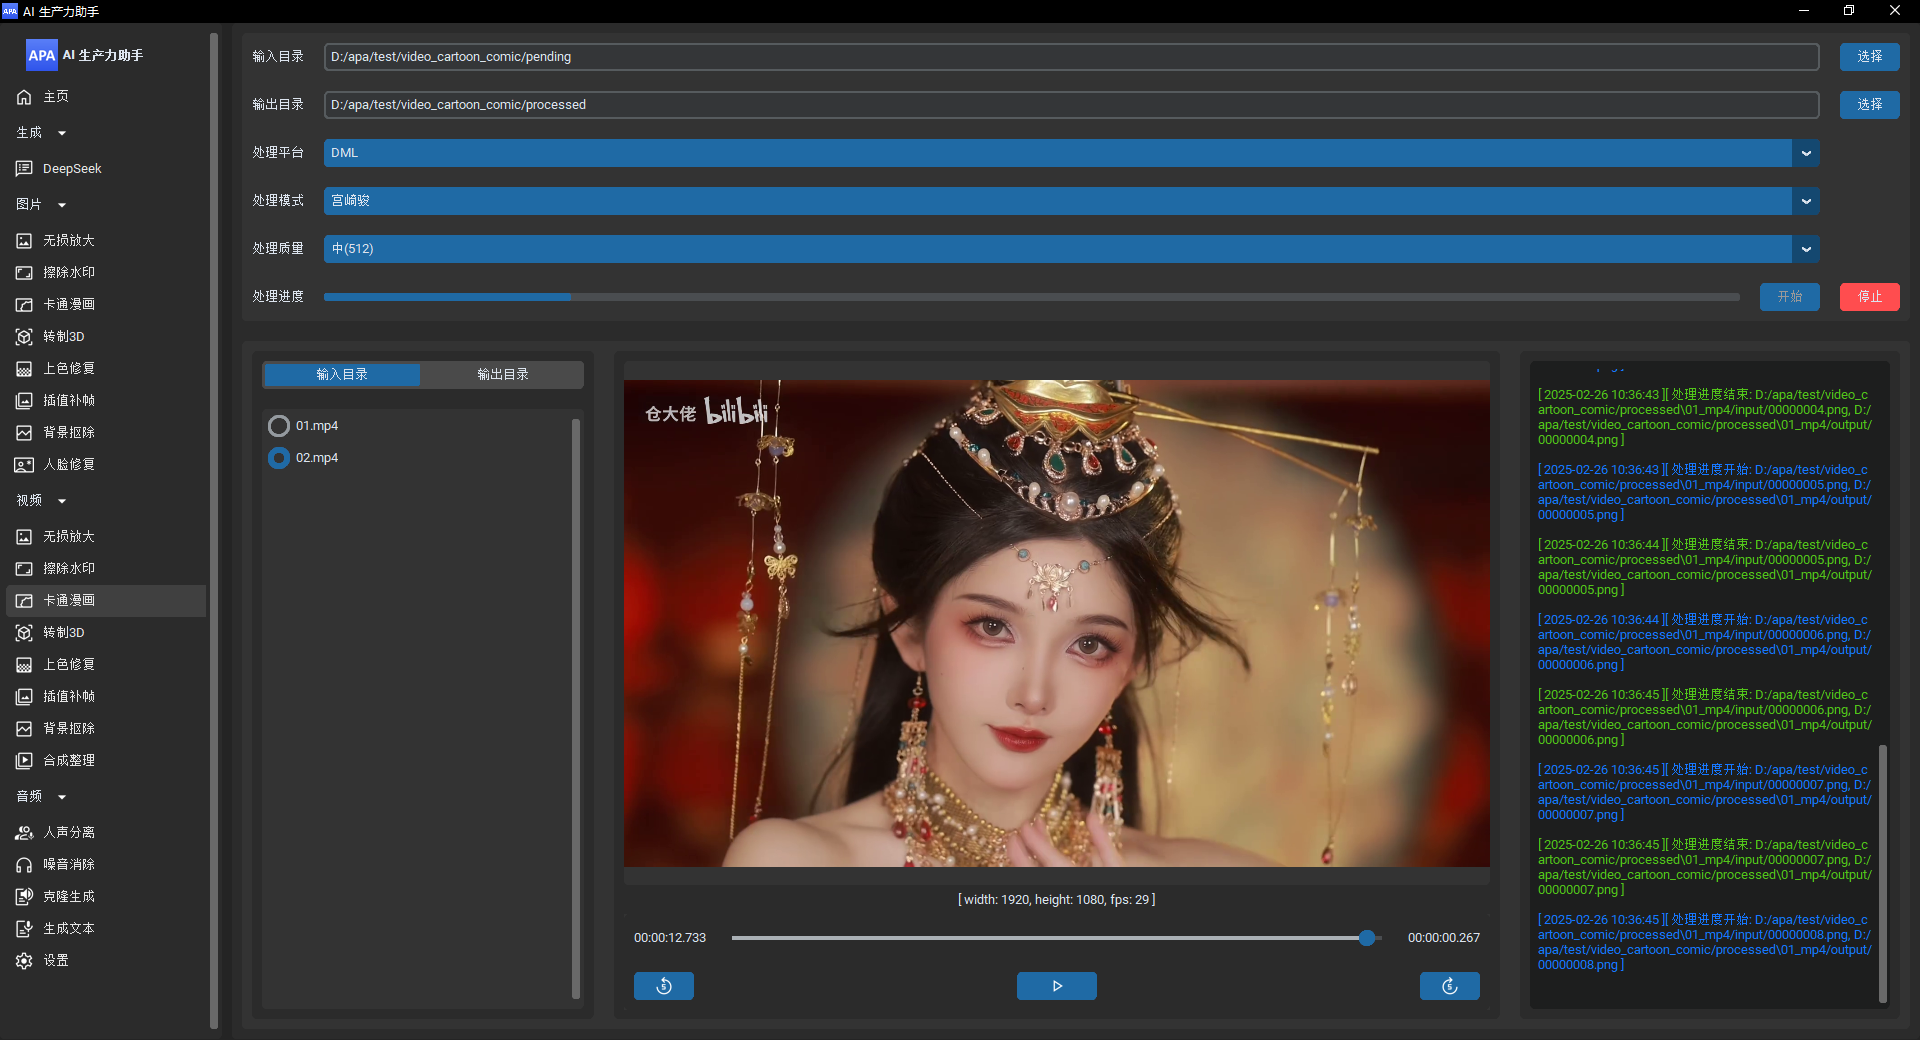 APA AI 生产力助手
APA AI 生产力助手
主页
生成
DeepSeek
图片
无损放大
擦除水印
卡通漫画
转制3D
上色修复
插值补帧
背景抠除
人脸修复
视频
无损放大
擦除水印
卡通漫画
转制3D
上色修复
插值补帧
背景抠除
合成整理
音频
人声分离
噪音消除
克隆生成
生成文本
设置
输入目录 D:/apa/test/video_cartoon_comic/pending 选择
输出目录 D:/apa/test/video_cartoon_comic/processed 选择
处理平台 DML
处理模式 宫崎骏
处理质量 中(512)
处理进度 开始 停止
输入目录 输出目录
01.mp4
02.mp4
仓大佬 bilibili
[ width: 1920, height: 1080, fps: 29 ]
00:00:12.733 00:00:00.267
5 5
[ 2025-02-26 10:36:43 ][ 处理进度结束: D:/apa/test/video_c
artoon_comic/processed\01_mp4/input/00000004.png, D:/
apa/test/video_cartoon_comic/processed\01_mp4/output/
00000004.png ]
[ 2025-02-26 10:36:43 ][ 处理进度开始: D:/apa/test/video_c
artoon_comic/processed\01_mp4/input/00000005.png, D:/
apa/test/video_cartoon_comic/processed\01_mp4/output/
00000005.png ]
[ 2025-02-26 10:36:44 ][ 处理进度结束: D:/apa/test/video_c
artoon_comic/processed\01_mp4/input/00000005.png, D:/
apa/test/video_cartoon_comic/processed\01_mp4/output/
00000005.png ]
[ 2025-02-26 10:36:44 ][ 处理进度开始: D:/apa/test/video_c
artoon_comic/processed\01_mp4/input/00000006.png, D:/
apa/test/video_cartoon_comic/processed\01_mp4/output/
00000006.png ]
[ 2025-02-26 10:36:45 ][ 处理进度结束: D:/apa/test/video_c
artoon_comic/processed\01_mp4/input/00000006.png, D:/
apa/test/video_cartoon_comic/processed\01_mp4/output/
00000006.png ]
[ 2025-02-26 10:36:45 ][ 处理进度开始: D:/apa/test/video_c
artoon_comic/processed\01_mp4/input/00000007.png, D:/
apa/test/video_cartoon_comic/processed\01_mp4/output/
00000007.png ]
[ 2025-02-26 10:36:45 ][ 处理进度结束: D:/apa/test/video_c
artoon_comic/processed\01_mp4/input/00000007.png, D:/
apa/test/video_cartoon_comic/processed\01_mp4/output/
00000007.png ]
[ 2025-02-26 10:36:45 ][ 处理进度开始: D:/apa/test/video_c
artoon_comic/processed\01_mp4/input/00000008.png, D:/
apa/test/video_cartoon_comic/processed\01_mp4/output/
00000008.png ]